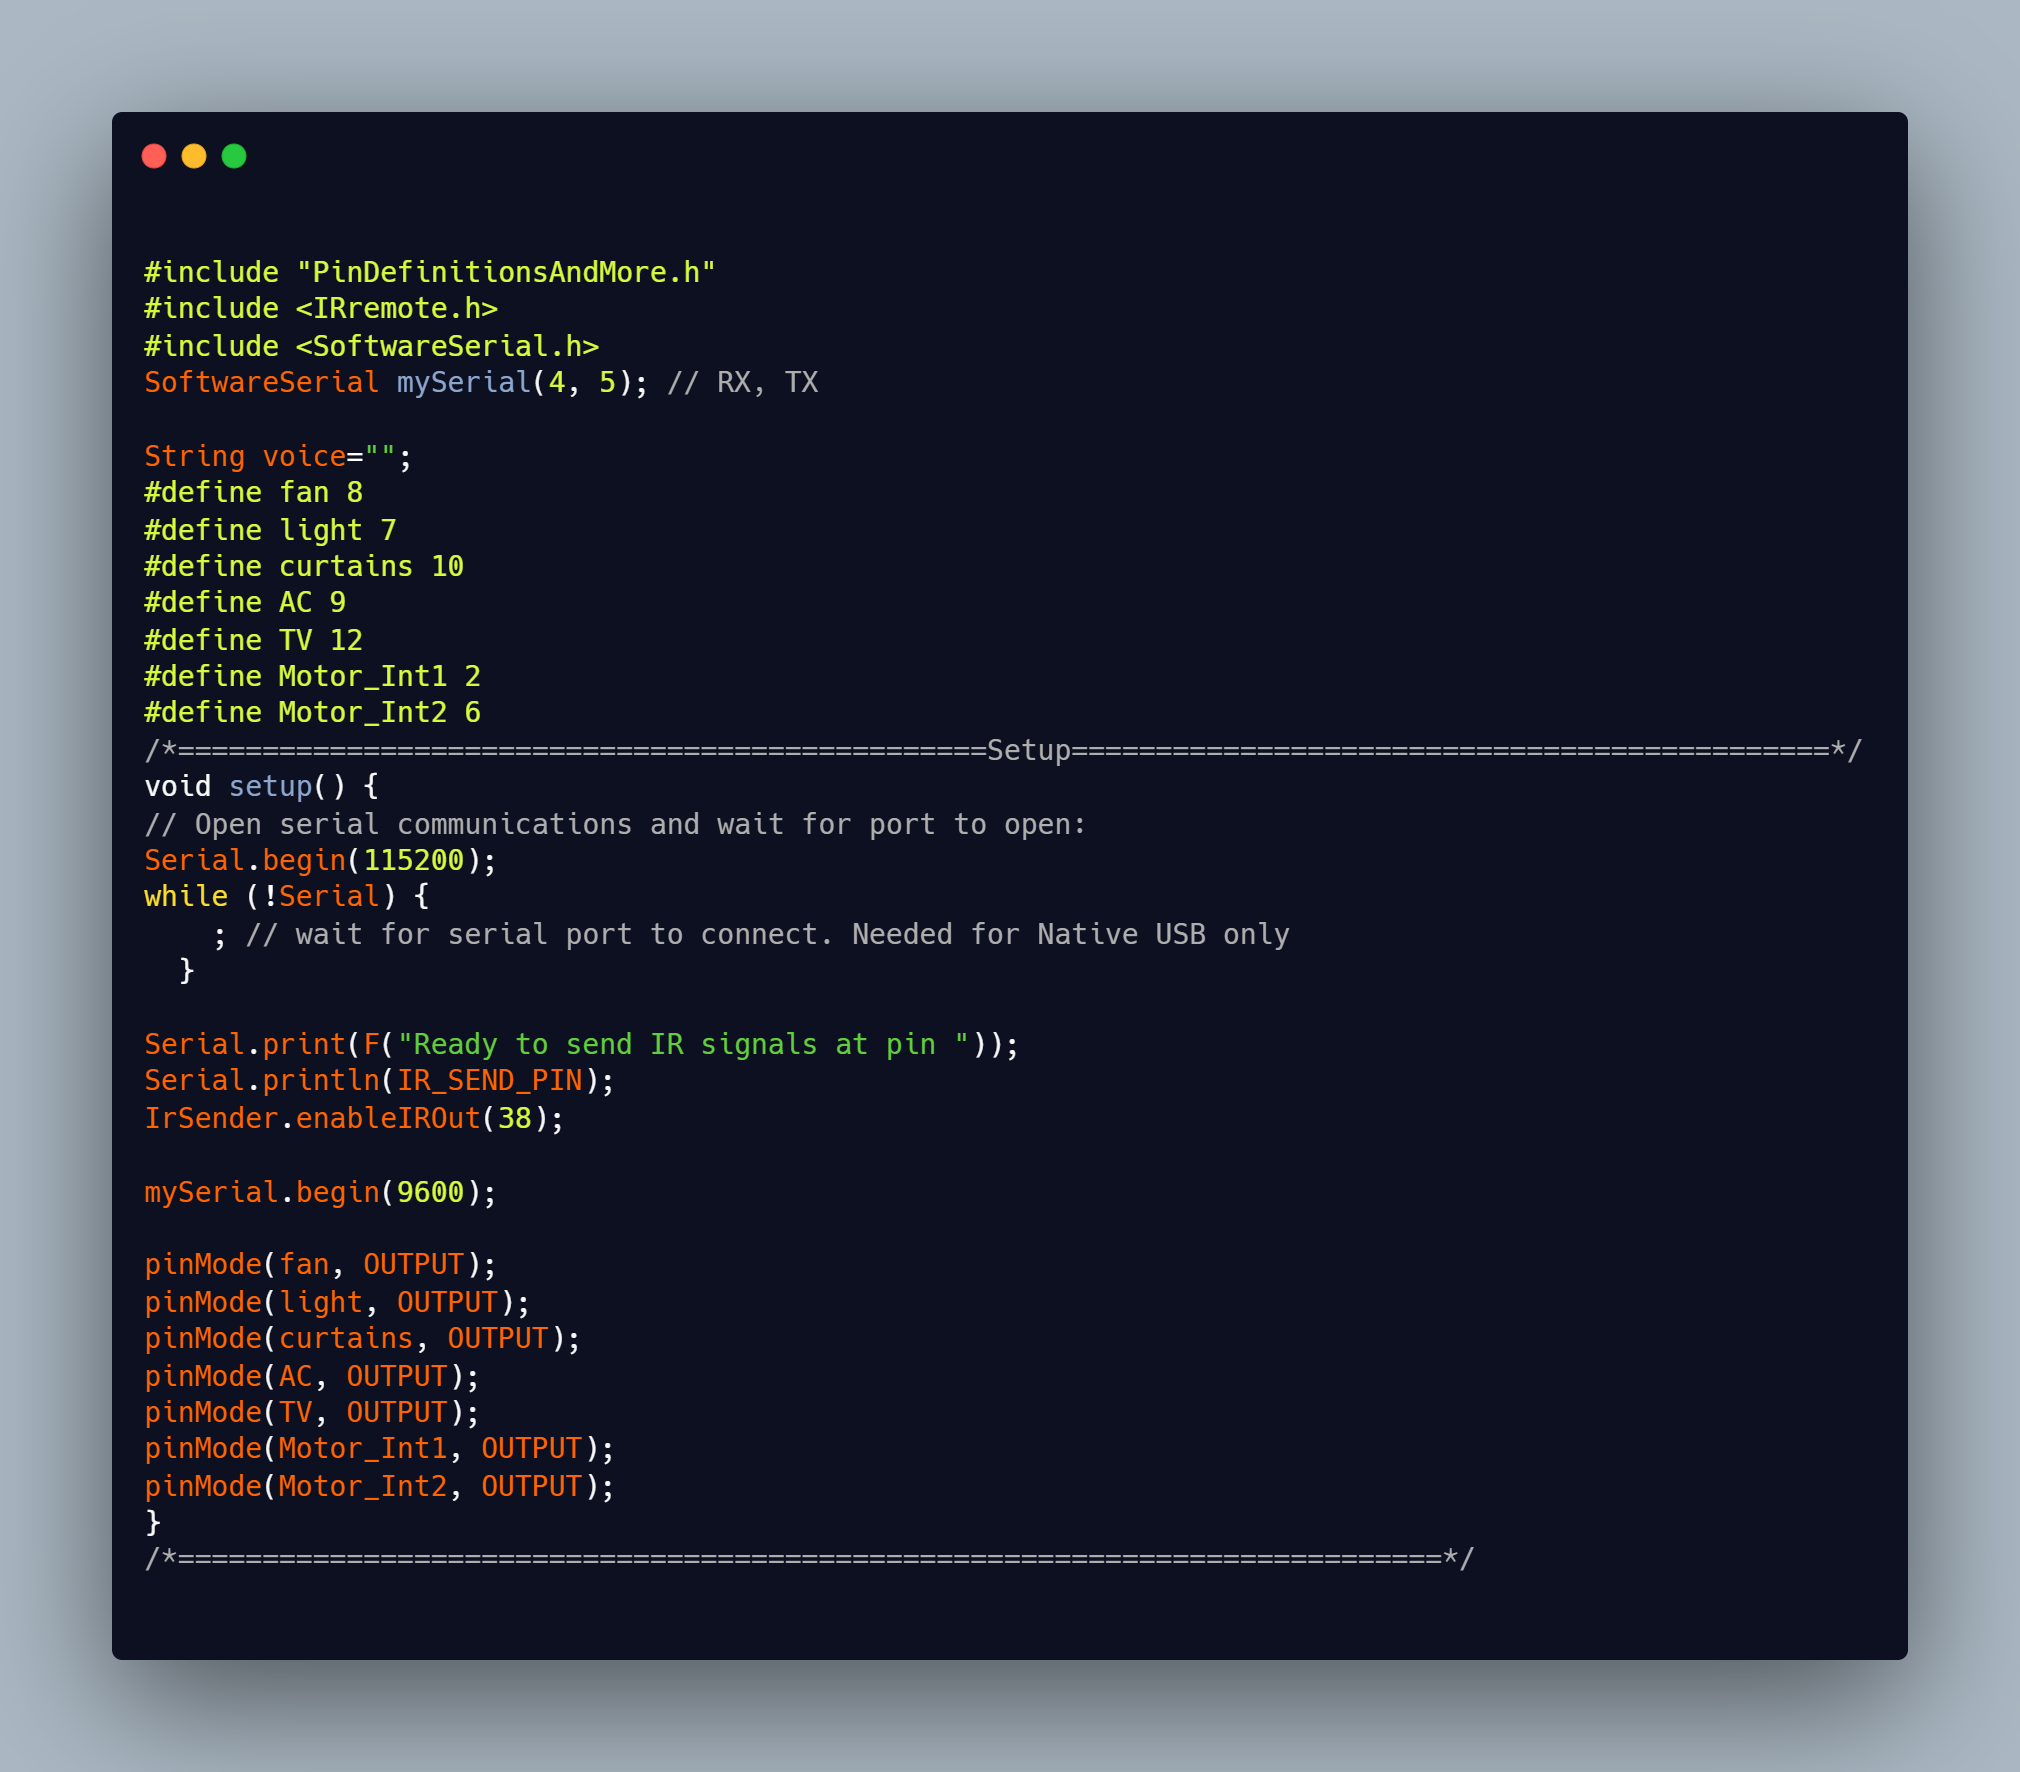 #include "PinDefinitionsAndMore.h"
#include <IRremote.h>
#include <SoftwareSerial.h>
SoftwareSerial mySerial(4, 5); // RX, TX
String voice="";
#define fan 8
#define light 7
#define curtains 10
#define AC 9
#define TV 12
#define Motor_Int1 2
#define Motor_Int2 6
/*================================================Setup=============================================*/
void setup() {
// Open serial communications and wait for port to open:
Serial.begin(115200);
while (!Serial) {
    ; // wait for serial port to connect. Needed for Native USB only
  }
Serial.print(F("Ready to send IR signals at pin "));
Serial.println(IR_SEND_PIN);
IrSender.enableIROut(38);
mySerial.begin(9600);
pinMode(fan, OUTPUT);
pinMode(light, OUTPUT);
pinMode(curtains, OUTPUT);
pinMode(AC, OUTPUT);
pinMode(TV, OUTPUT);
pinMode(Motor_Int1, OUTPUT);
pinMode(Motor_Int2, OUTPUT);
}
/*===========================================================================*/